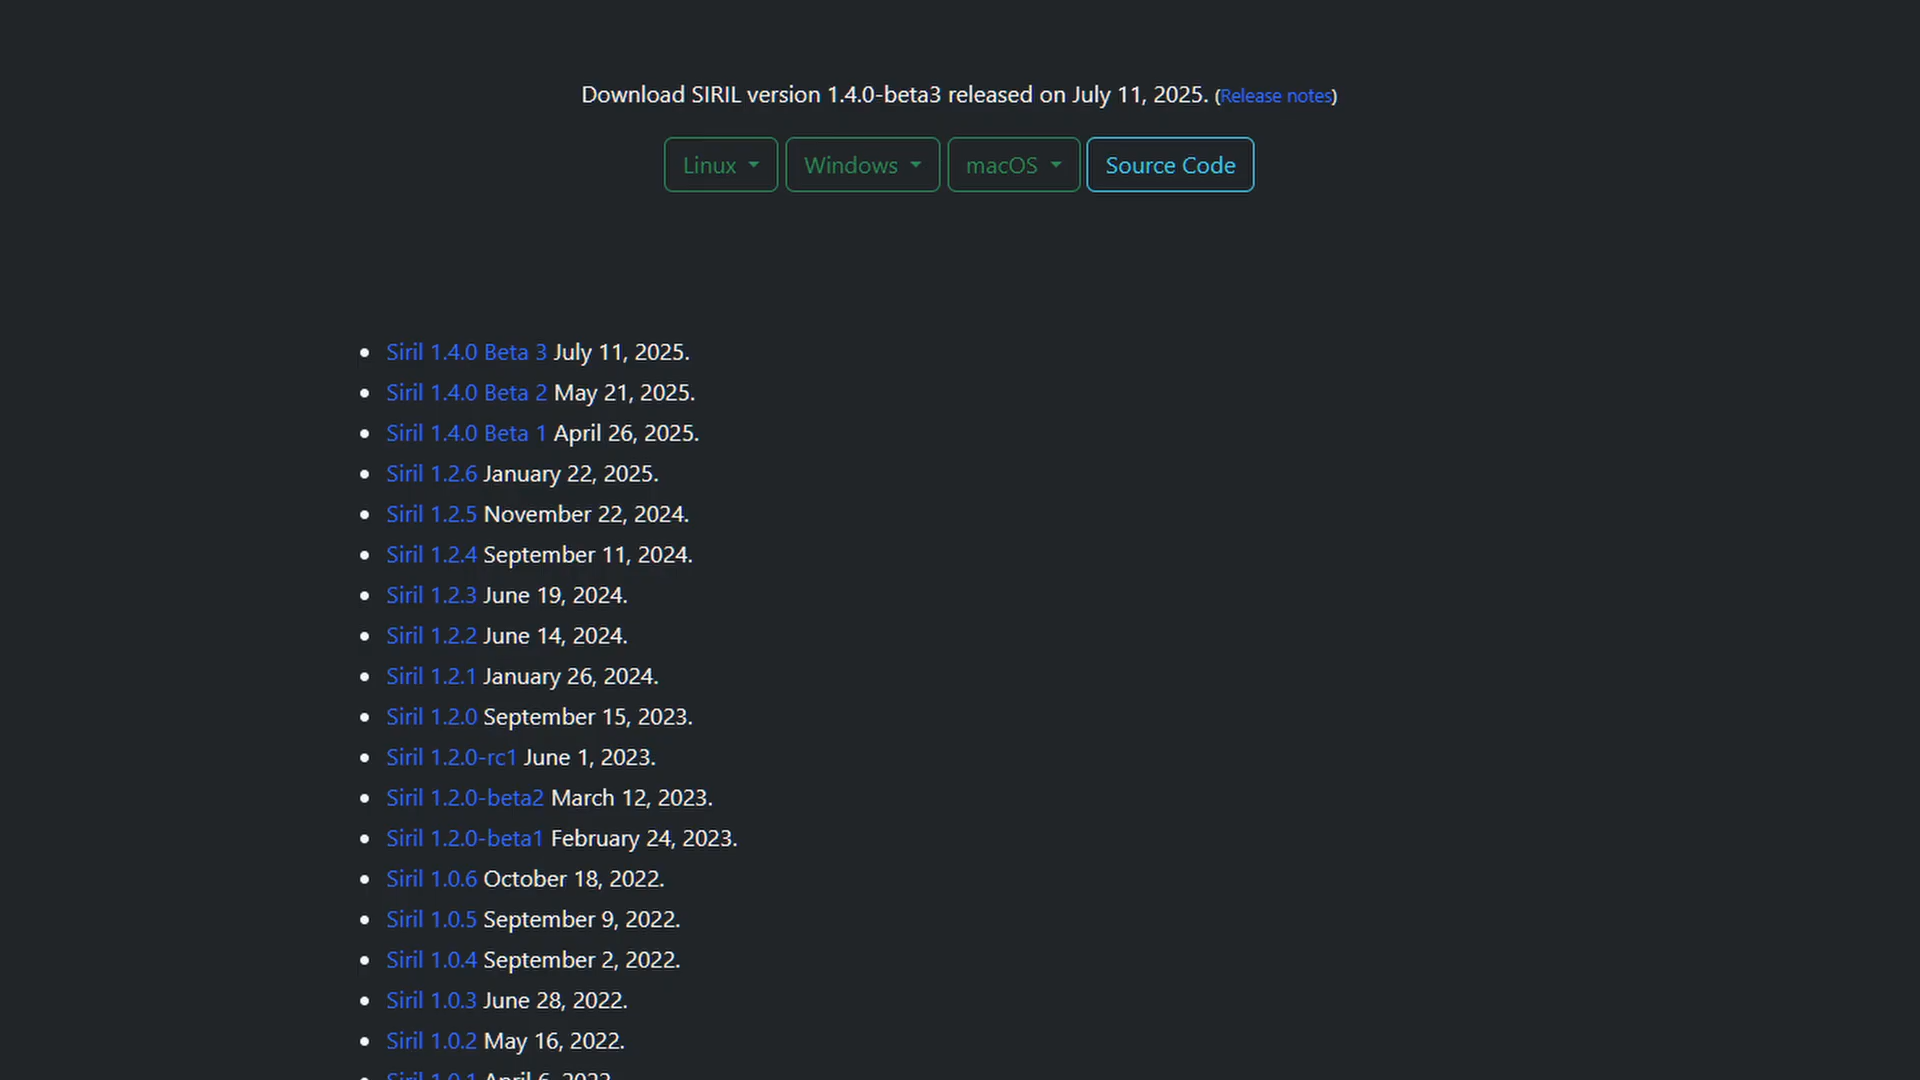 Download SIRIL version 1.4.0-beta3 released on July 11, 2025. (Release notes)
Linux Windows macOS Source Code
Siril 1.4.0 Beta 3 July 11, 2025.
Siril 1.4.0 Beta 2 May 21, 2025.
Siril 1.4.0 Beta 1 April 26, 2025.
Siril 1.2.6 January 22, 2025.
Siril 1.2.5 November 22, 2024.
Siril 1.2.4 September 11, 2024.
Siril 1.2.3 June 19, 2024.
Siril 1.2.2 June 14, 2024.
Siril 1.2.1 January 26, 2024.
Siril 1.2.0 September 15, 2023.
Siril 1.2.0-rc1 June 1, 2023.
Siril 1.2.0-beta2 March 12, 2023.
Siril 1.2.0-beta1 February 24, 2023.
Siril 1.0.6 October 18, 2022.
Siril 1.0.5 September 9, 2022.
Siril 1.0.4 September 2, 2022.
Siril 1.0.3 June 28, 2022.
Siril 1.0.2 May 16, 2022.
Siril 1.0.1 April 6, 2022.